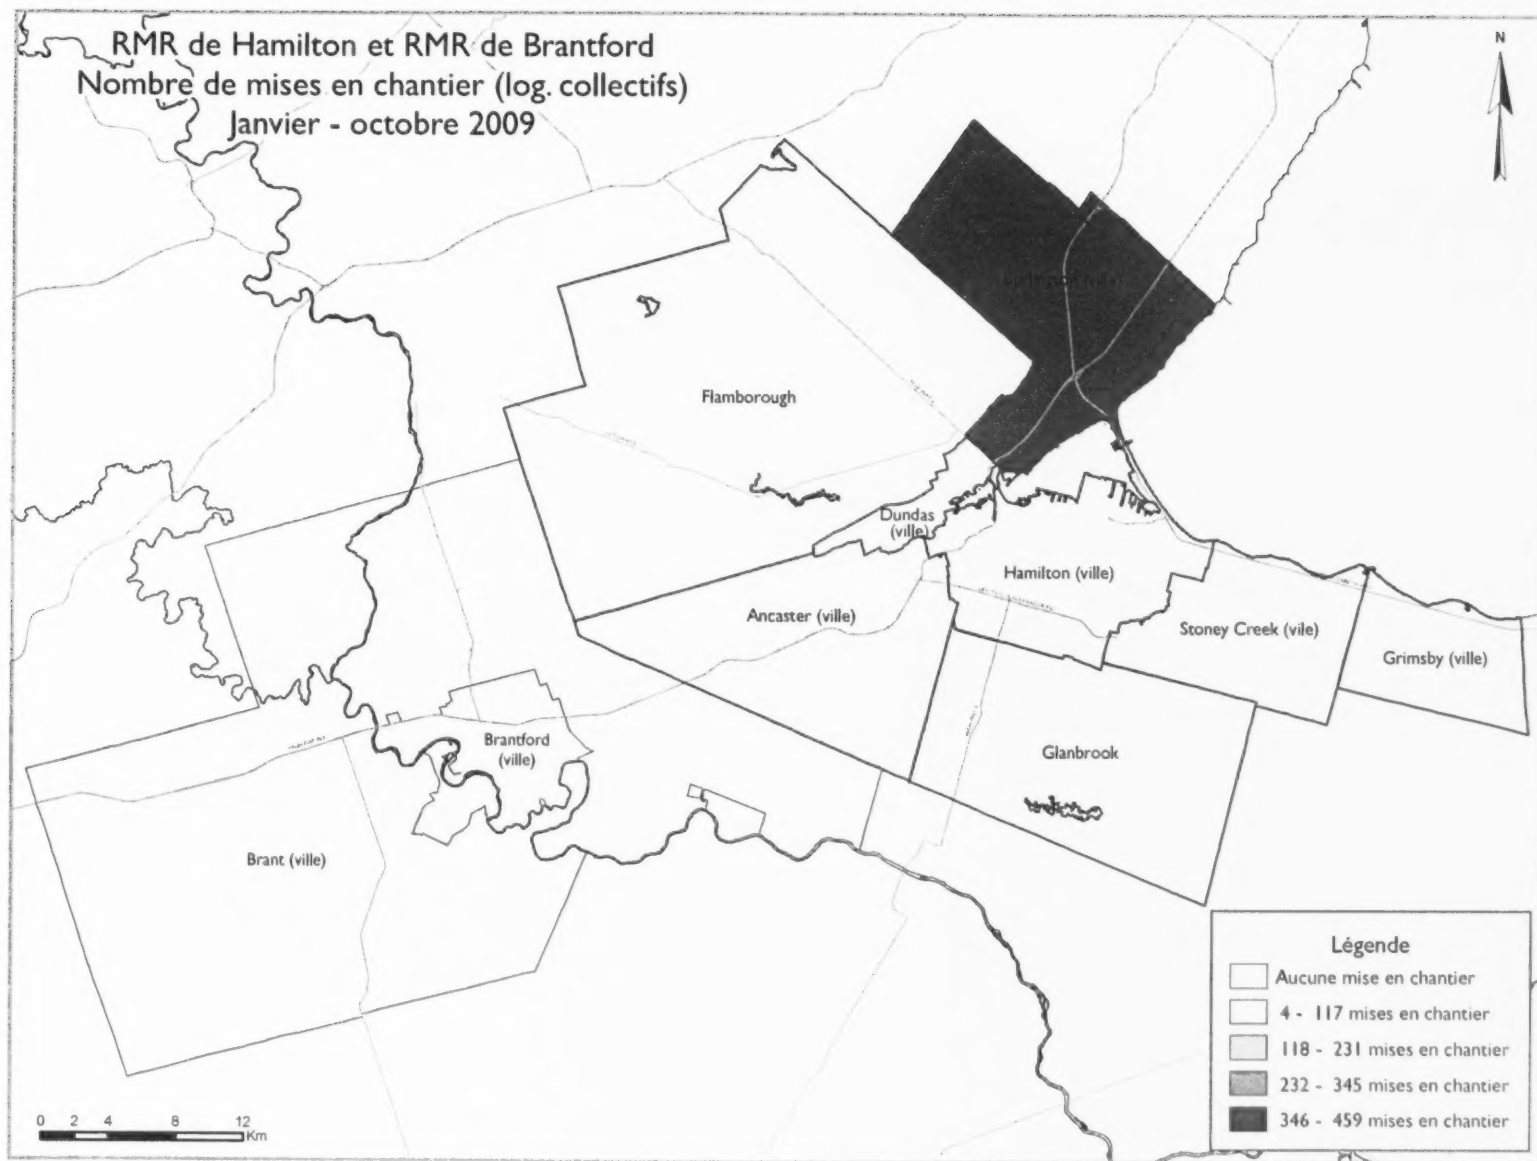 RMR de Hamilton et RMR de Brantford
Nombre de mises en chantier (log. collectifs)
Janvier - octobre 2009
N
Burlington (ville)
Flamborough
Dundas
(ville)
Hamilton (ville)
Ancaster (ville)
Stoney Creek (vile)
Grimsby (ville)
Brantford
(ville)
Glanbrook
Brant (ville)
Légende
Aucune mise en chantier
4 - 117 mises en chantier
118 - 231 mises en chantier
232 - 345 mises en chantier
346 - 459 mises en chantier
0 2 4 8 12
Km